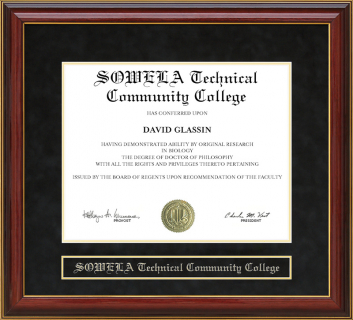 SOWELA Technical
Community College
HAS CONFERRED UPON
DAVID GLASSIN
HAVING DEMONSTRATED ABILITY BY ORIGINAL RESEARCH
IN BIOLOGY
THE DEGREE OF DOCTOR OF PHILOSOPHY
WITH ALL THE RIGHTS AND PRIVILEGES THERETO PERTAINING
ISSUED BY THE BOARD OF REGENTS UPON RECOMMENDATION OF THE FACULTY
PROVOST
PRESIDENT
SOWELA Technical Community College